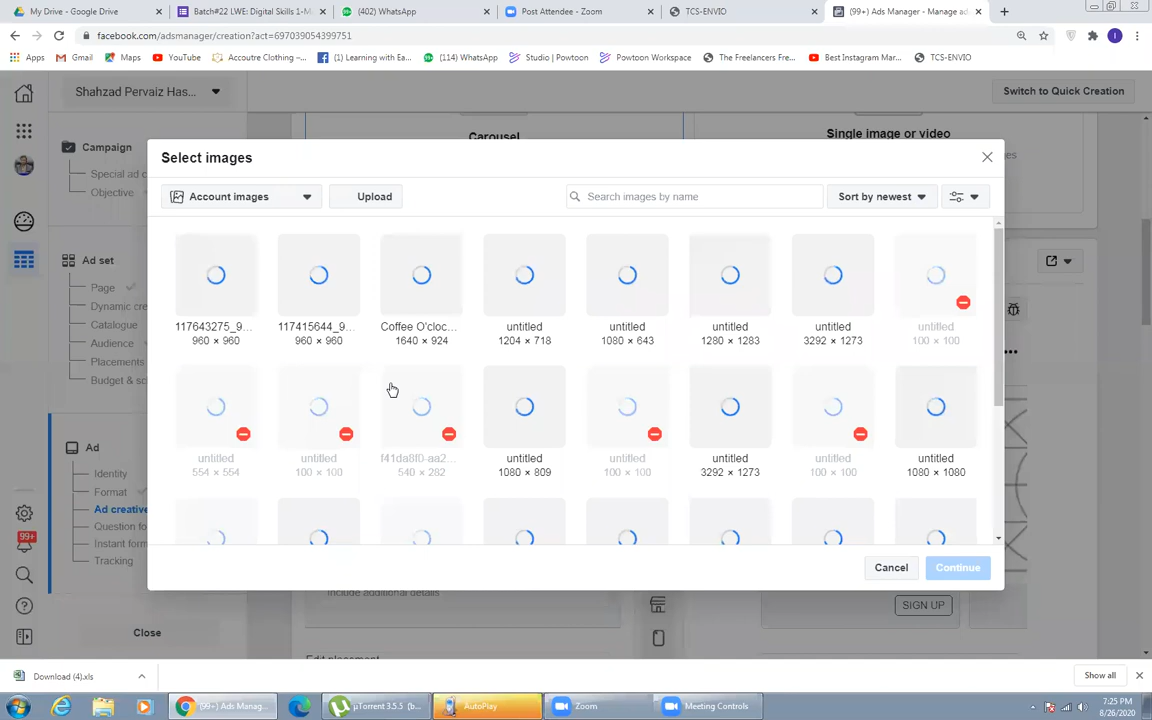 My Drive - Google Drive
Batch#22 LWE: Digital Skills 1-M
(402) WhatsApp
Post Attendee - Zoom
TCS-ENVIO
(99+) Ads Manager - Manage ad
facebook.com/adsmanager/creation?act=697039054399751
Apps
Gmail
Maps
YouTube
Accoutre Clothing –...
(1) Learning with Ea...
(114) WhatsApp
Studio | Powtoon
Powtoon Workspace
The Freelancers Fre...
Best Instagram Mar...
TCS-ENVIO
Shahzad Pervaiz Has...
Switch to Quick Creation
Campaign
Special ad c
Objective
Ad set
Page
Dynamic cre
Catalogue
Audience
Placements
Budget & sc
Ad
Identity
Format
Ad creative
Question fo
Instant form
Tracking
Close
Carousel
Single image or video
Select images
Account images
Upload
Search images by name
Sort by newest
117643275_9...
960 × 960
117415644_9...
960 × 960
Coffee O'cloc...
1640 × 924
untitled
1204 × 718
untitled
1080 × 643
untitled
1280 × 1283
untitled
3292 × 1273
untitled
100 × 100
untitled
554 × 554
untitled
100 × 100
f41da8f0-aa2...
540 × 282
untitled
1080 × 809
untitled
100 × 100
untitled
3292 × 1273
untitled
100 × 100
untitled
1080 × 1080
Cancel
Continue
Include additional details
SIGN UP
Edit placement
99+
Download (4).xls
Show all
(99+) Ads Manag...
µTorrent 3.5.5 (b...
AutoPlay
Zoom
Meeting Controls
7:25 PM
8/26/2020